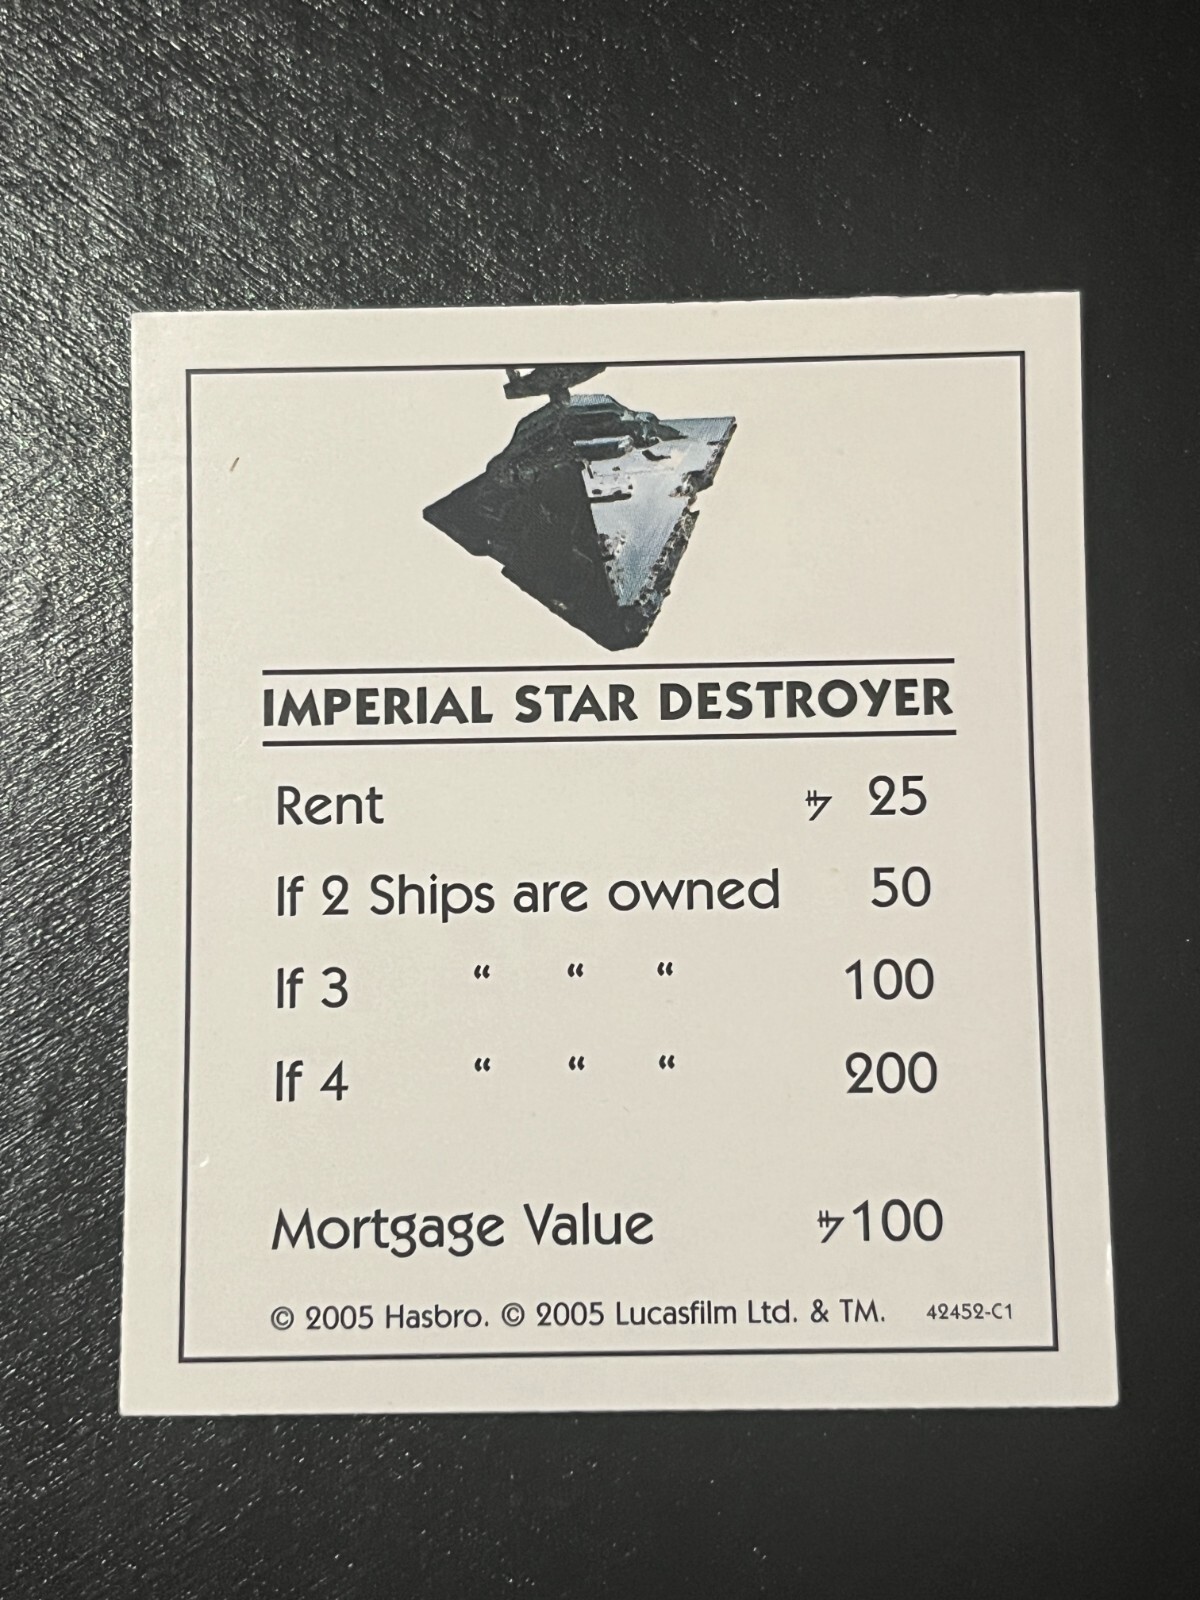 IMPERIAL STAR DESTROYER
Rent 25
If 2 Ships are owned 50
If 3 “ “ “ 100
If 4 “ “ “ 200
Mortgage Value 100
© 2005 Hasbro. © 2005 Lucasfilm Ltd. & TM. 42452-C1